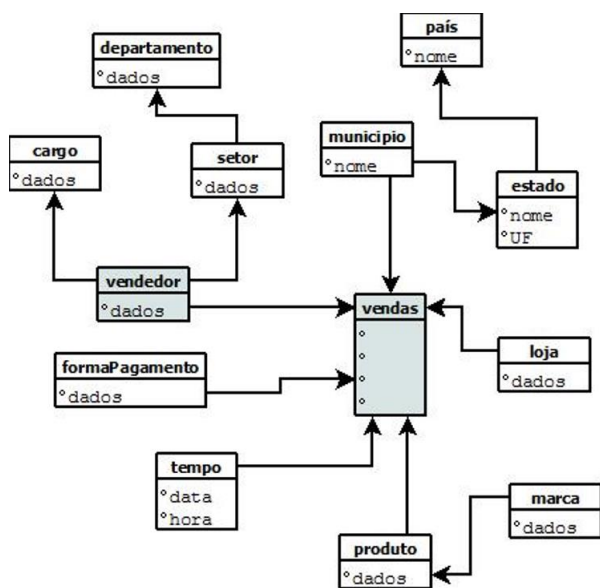 país
nome
departamento
dados
municipio
nome
cargo
dados
setor
dados
estado
nome
UF
vendedor
dados
vendas
loja
dados
formaPagamento
dados
tempo
data
hora
marca
dados
produto
dados